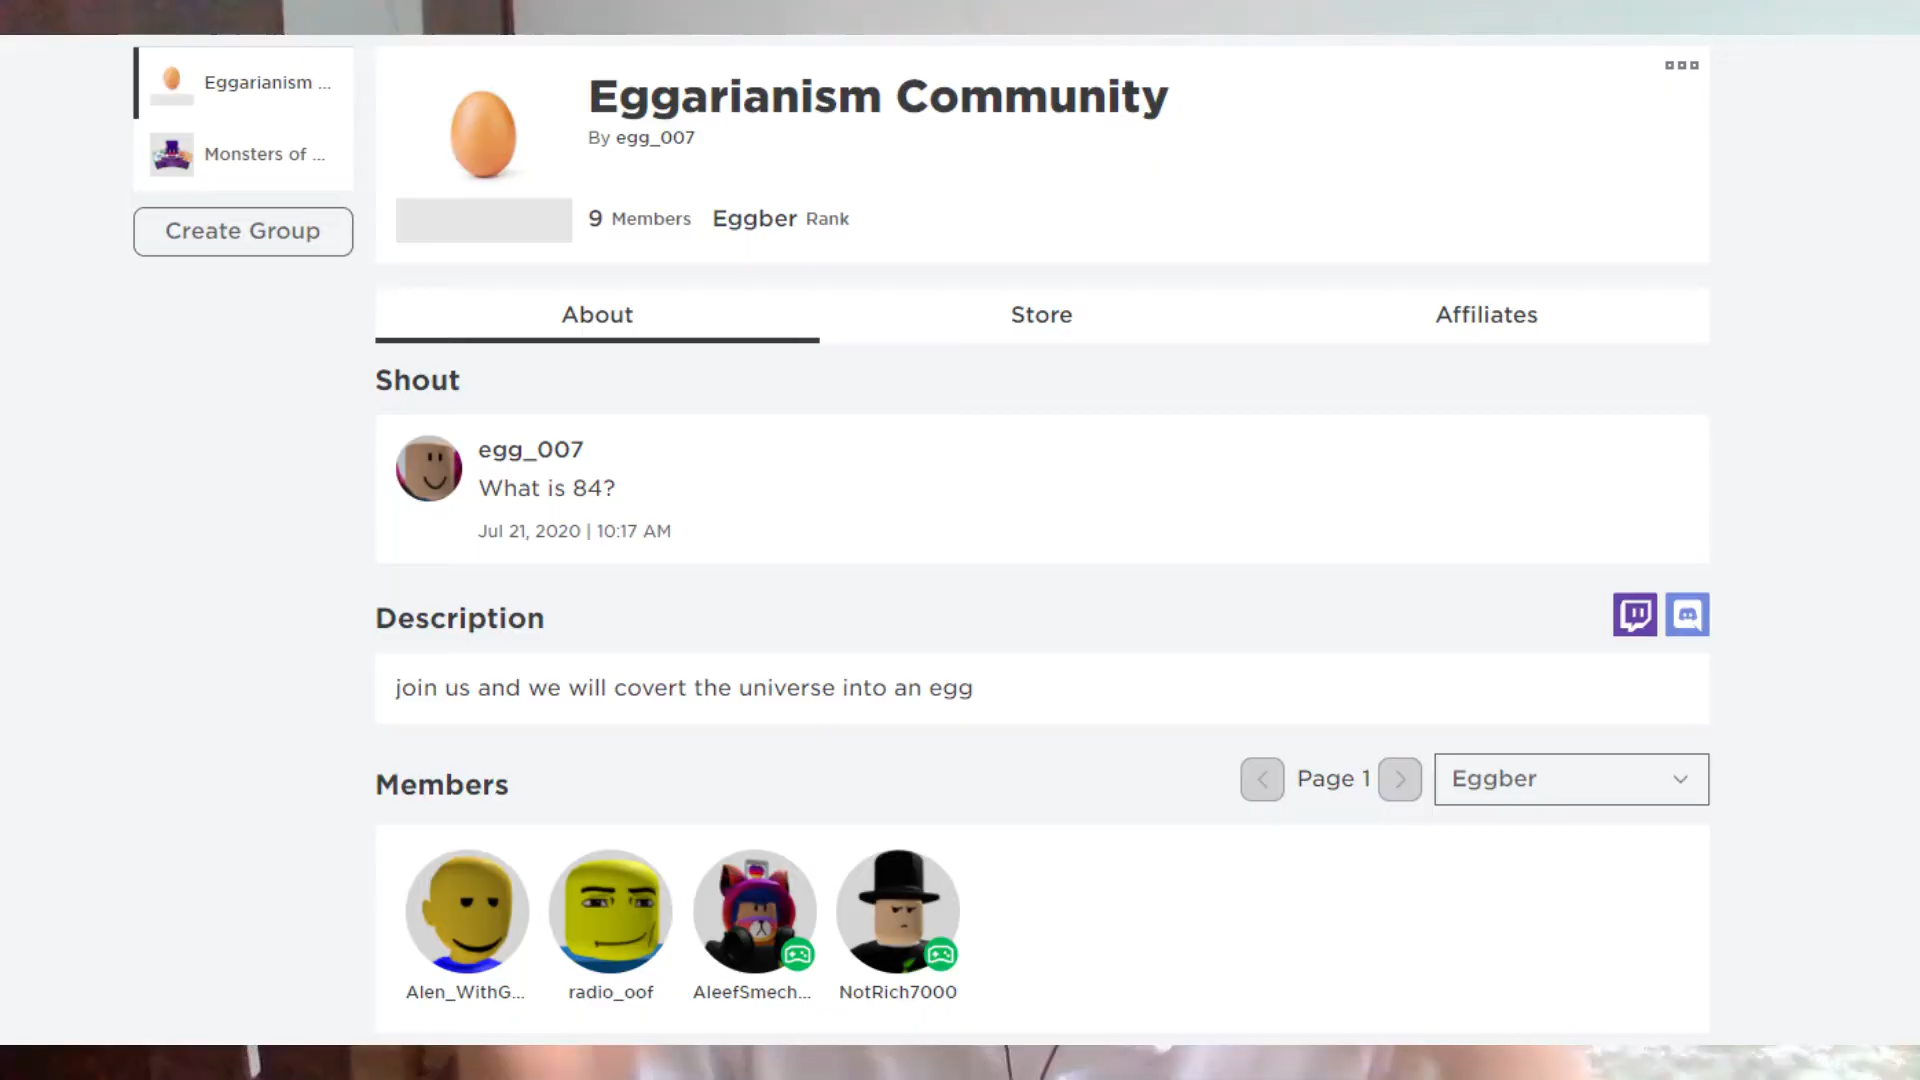 Eggarianism ...
Monsters of ...
Create Group
Eggarianism Community
By egg_007
9 Members Eggber Rank
About
Store
Affiliates
Shout
egg_007
What is 84?
Jul 21, 2020 | 10:17 AM
Description
join us and we will covert the universe into an egg
Members
Page 1
Eggber
Alen_WithG...
radio_oof
AleefSmech...
NotRich7000